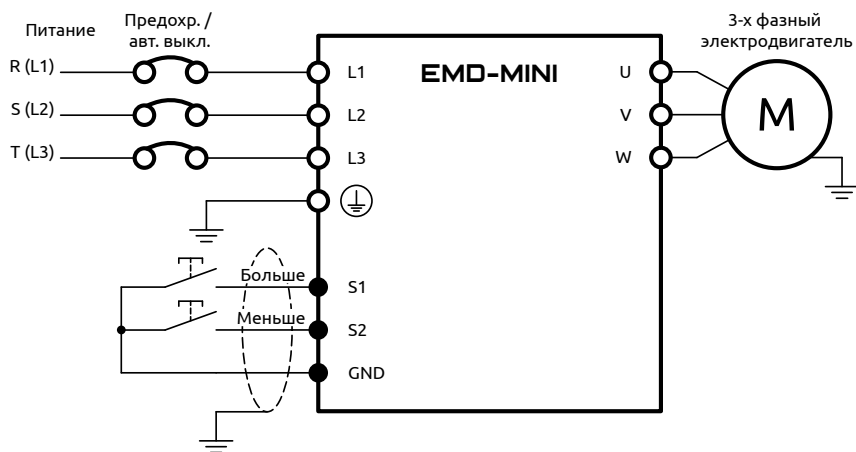 Питание
Предохр. /
авт. выкл.
3-х фазный
электродвигатель
R (L1)
L1
EMD-MINI
U
S (L2)
L2
V
M
T (L3)
L3
W
Больше
S1
Меньше
S2
GND